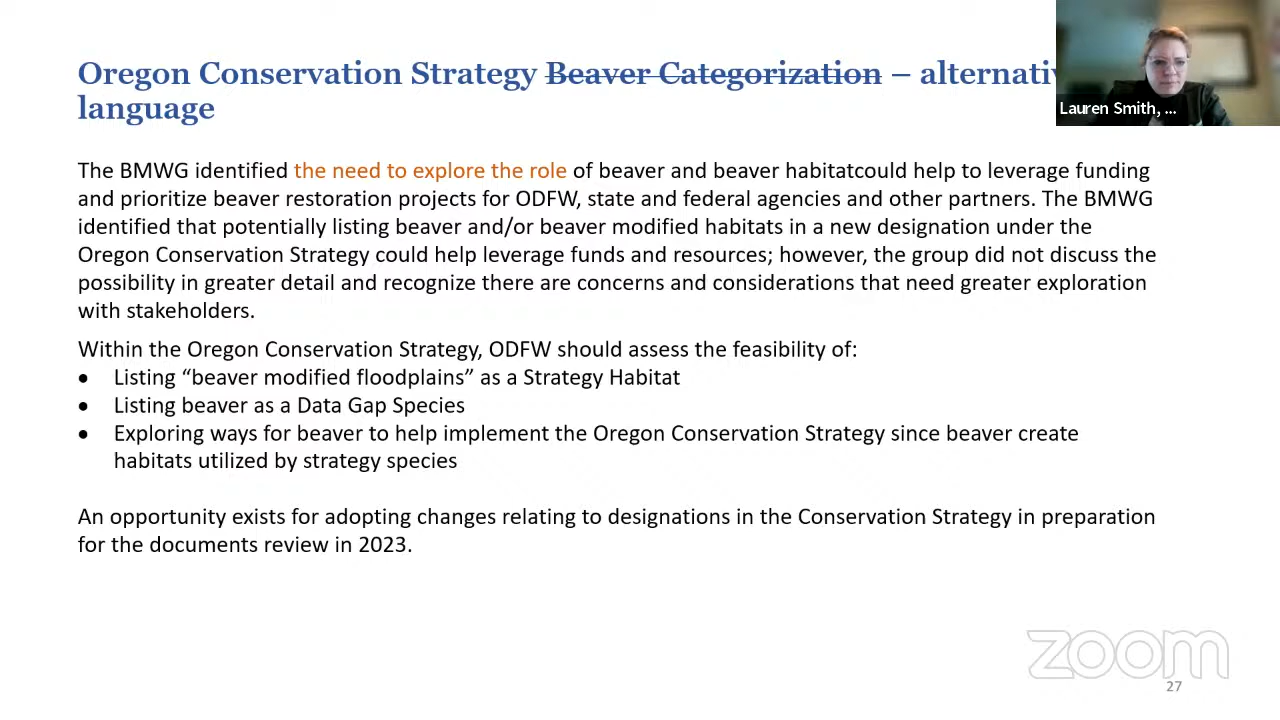 Oregon Conservation Strategy Beaver Categorization – alternativ
language
Lauren Smith, ...
The BMWG identified the need to explore the role of beaver and beaver habitatcould help to leverage funding
and prioritize beaver restoration projects for ODFW, state and federal agencies and other partners. The BMWG
identified that potentially listing beaver and/or beaver modified habitats in a new designation under the
Oregon Conservation Strategy could help leverage funds and resources; however, the group did not discuss the
possibility in greater detail and recognize there are concerns and considerations that need greater exploration
with stakeholders.
Within the Oregon Conservation Strategy, ODFW should assess the feasibility of:
• Listing “beaver modified floodplains” as a Strategy Habitat
• Listing beaver as a Data Gap Species
• Exploring ways for beaver to help implement the Oregon Conservation Strategy since beaver create
habitats utilized by strategy species
An opportunity exists for adopting changes relating to designations in the Conservation Strategy in preparation
for the documents review in 2023.
zoom
27